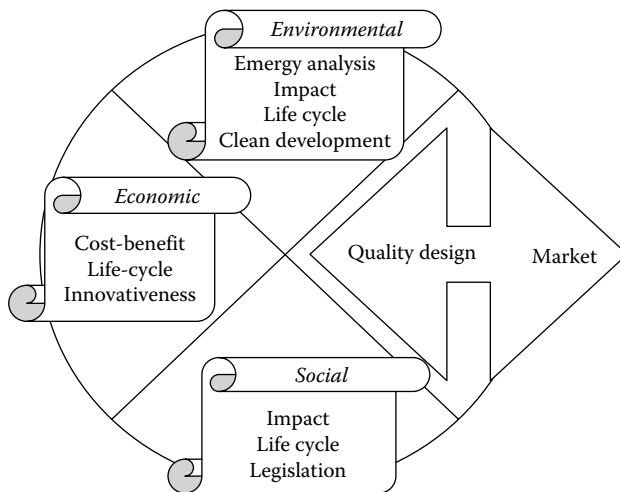 Environmental
Emergy analysis
Impact
Life cycle
Clean development
Economic
Cost-benefit
Life-cycle
Innovativeness
Quality design
Market
Social
Impact
Life cycle
Legislation